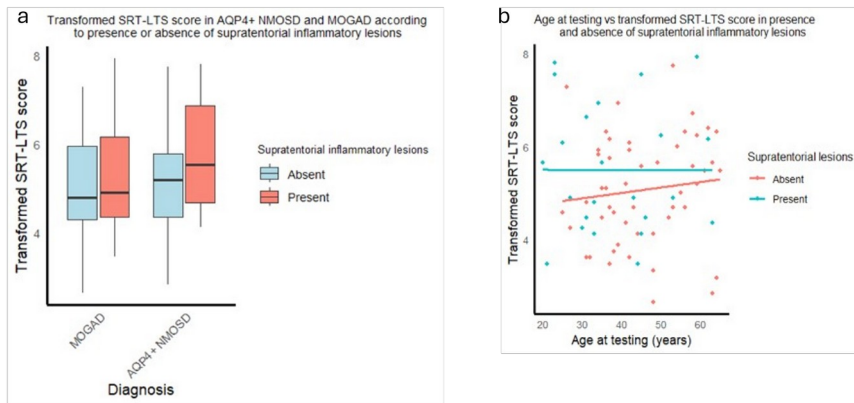 a
Transformed SRT-LTS score in AQP4+ NMOSD and MOGAD according
to presence or absence of supratentorial inflammatory lesions
Transformed SRT-LTS score
8
6
4
Supratentorial inflammatory lesions
Absent
Present
MOGAD
AQP4+ NMOSD
Diagnosis
b
Age at testing vs transformed SRT-LTS score in presence
and absence of supratentorial inflammatory lesions
Transformed SRT-LTS score
8
6
4
Supratentorial lesions
Absent
Present
20 30 40 50 60
Age at testing (years)